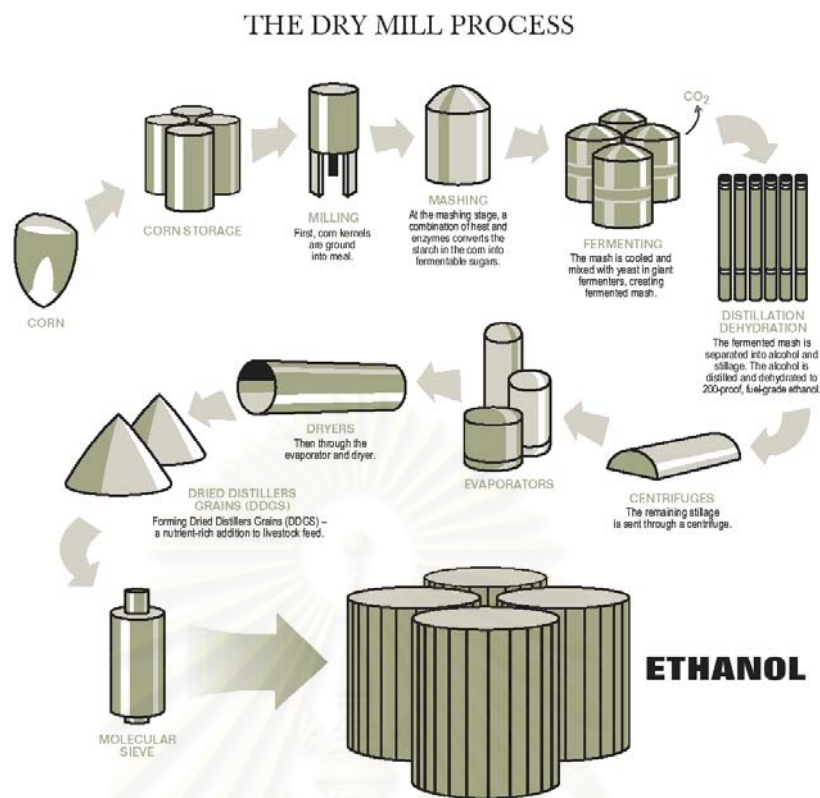 THE DRY MILL PROCESS
CORN
CORN STORAGE
MILLING
First, corn kernels
are ground
into meal.
MASHING
At the mashing stage, a
combination of heat and
enzymes converts the
starch in the corn into
fermentable sugars.
CO2
FERMENTING
The mash is cooled and
mixed with yeast in giant
fermenters, creating
fermented mash.
DISTILLATION
DEHYDRATION
The fermented mash is
separated into alcohol and
stillage. The alcohol is
distilled and dehydrated to
200-proof, fuel-grade ethanol.
CENTRIFUGES
The remaining stillage
is sent through a centrifuge.
EVAPORATORS
DRYERS
Then through the
evaporator and dryer.
DRIED DISTILLERS
GRAINS (DDGS)
Forming Dried Distillers Grains (DDGS) –
a nutrient-rich addition to livestock feed.
MOLECULAR
SIEVE
ETHANOL